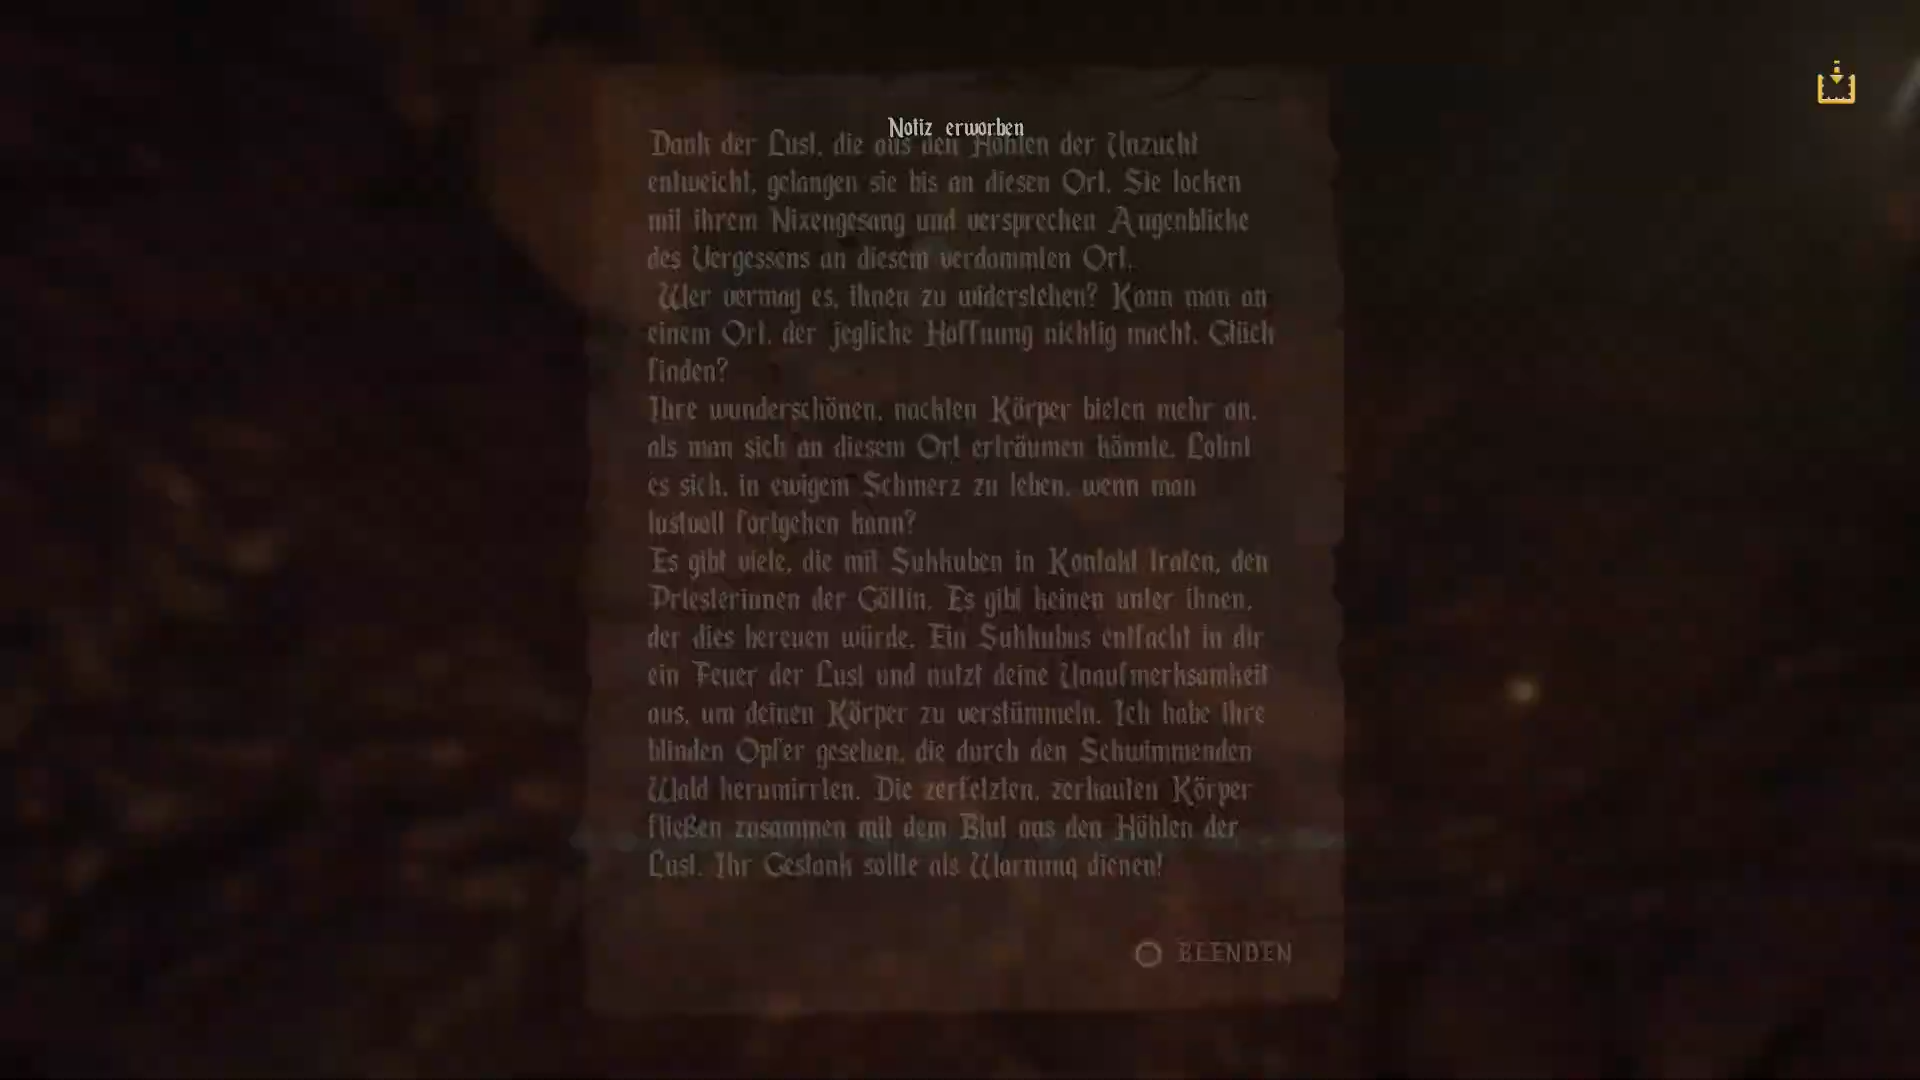 Notiz erworben
Dank der Lust, die aus den Höhlen der Unzucht
entweicht, gelangen sie bis an diesen Ort. Sie locken
mit ihrem Nixengesang und versprechen Augenblicke
des Vergessens an diesem verdammten Ort.
Wer vermag es, ihnen zu widerstehen? Kann man an
einem Ort, der jegliche Hoffnung nichtig macht, Glück
finden?
Ihre wunderschönen, nackten Körper bieten mehr an,
als man sich an diesem Ort erträumen könnte. Lohnt
es sich, in ewigem Schmerz zu leben, wenn man
lustvoll fortgehen kann?
Es gibt viele, die mit Sukkuben in Kontakt traten, den
Priesterinnen der Göttin. Es gibt keinen unter ihnen,
der dies bereuen würde. Ein Sukkubus entfacht in dir
ein Feuer der Lust und nutzt deine Unaufmerksamkeit
aus, um deinen Körper zu verstümmeln. Ich habe ihre
blinden Opfer gesehen, die durch den Schwimmenden
Wald herumirrten. Die zerfetzten, zerkauten Körper
fließen zusammen mit dem Blut aus den Höhlen der
Lust. Ihr Gestank sollte als Warnung dienen!
BEENDEN